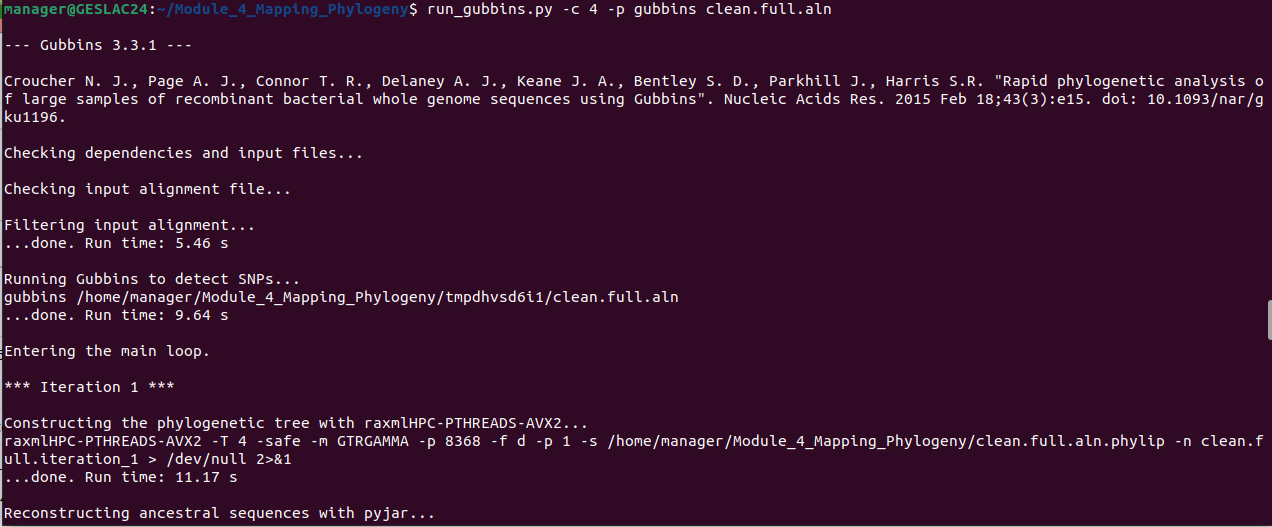 manager@GESLAC24:~/Module_4_Mapping_Phylogeny$ run_gubbins.py -c 4 -p gubbins clean.full.aln
--- Gubbins 3.3.1 ---
Croucher N. J., Page A. J., Connor T. R., Delaney A. J., Keane J. A., Bentley S. D., Parkhill J., Harris S.R. "Rapid phylogenetic analysis o
f large samples of recombinant bacterial whole genome sequences using Gubbins". Nucleic Acids Res. 2015 Feb 18;43(3):e15. doi: 10.1093/nar/g
ku1196.
Checking dependencies and input files...
Checking input alignment file...
Filtering input alignment...
...done. Run time: 5.46 s
Running Gubbins to detect SNPs...
gubbins /home/manager/Module_4_Mapping_Phylogeny/tmpdhvsd6i1/clean.full.aln
...done. Run time: 9.64 s
Entering the main loop.
*** Iteration 1 ***
Constructing the phylogenetic tree with raxmlHPC-PTHREADS-AVX2...
raxmlHPC-PTHREADS-AVX2 -T 4 -safe -m GTRGAMMA -p 8368 -f d -p 1 -s /home/manager/Module_4_Mapping_Phylogeny/clean.full.aln.phylip -n clean.f
ull.iteration_1 > /dev/null 2>&1
...done. Run time: 11.17 s
Reconstructing ancestral sequences with pyjar...